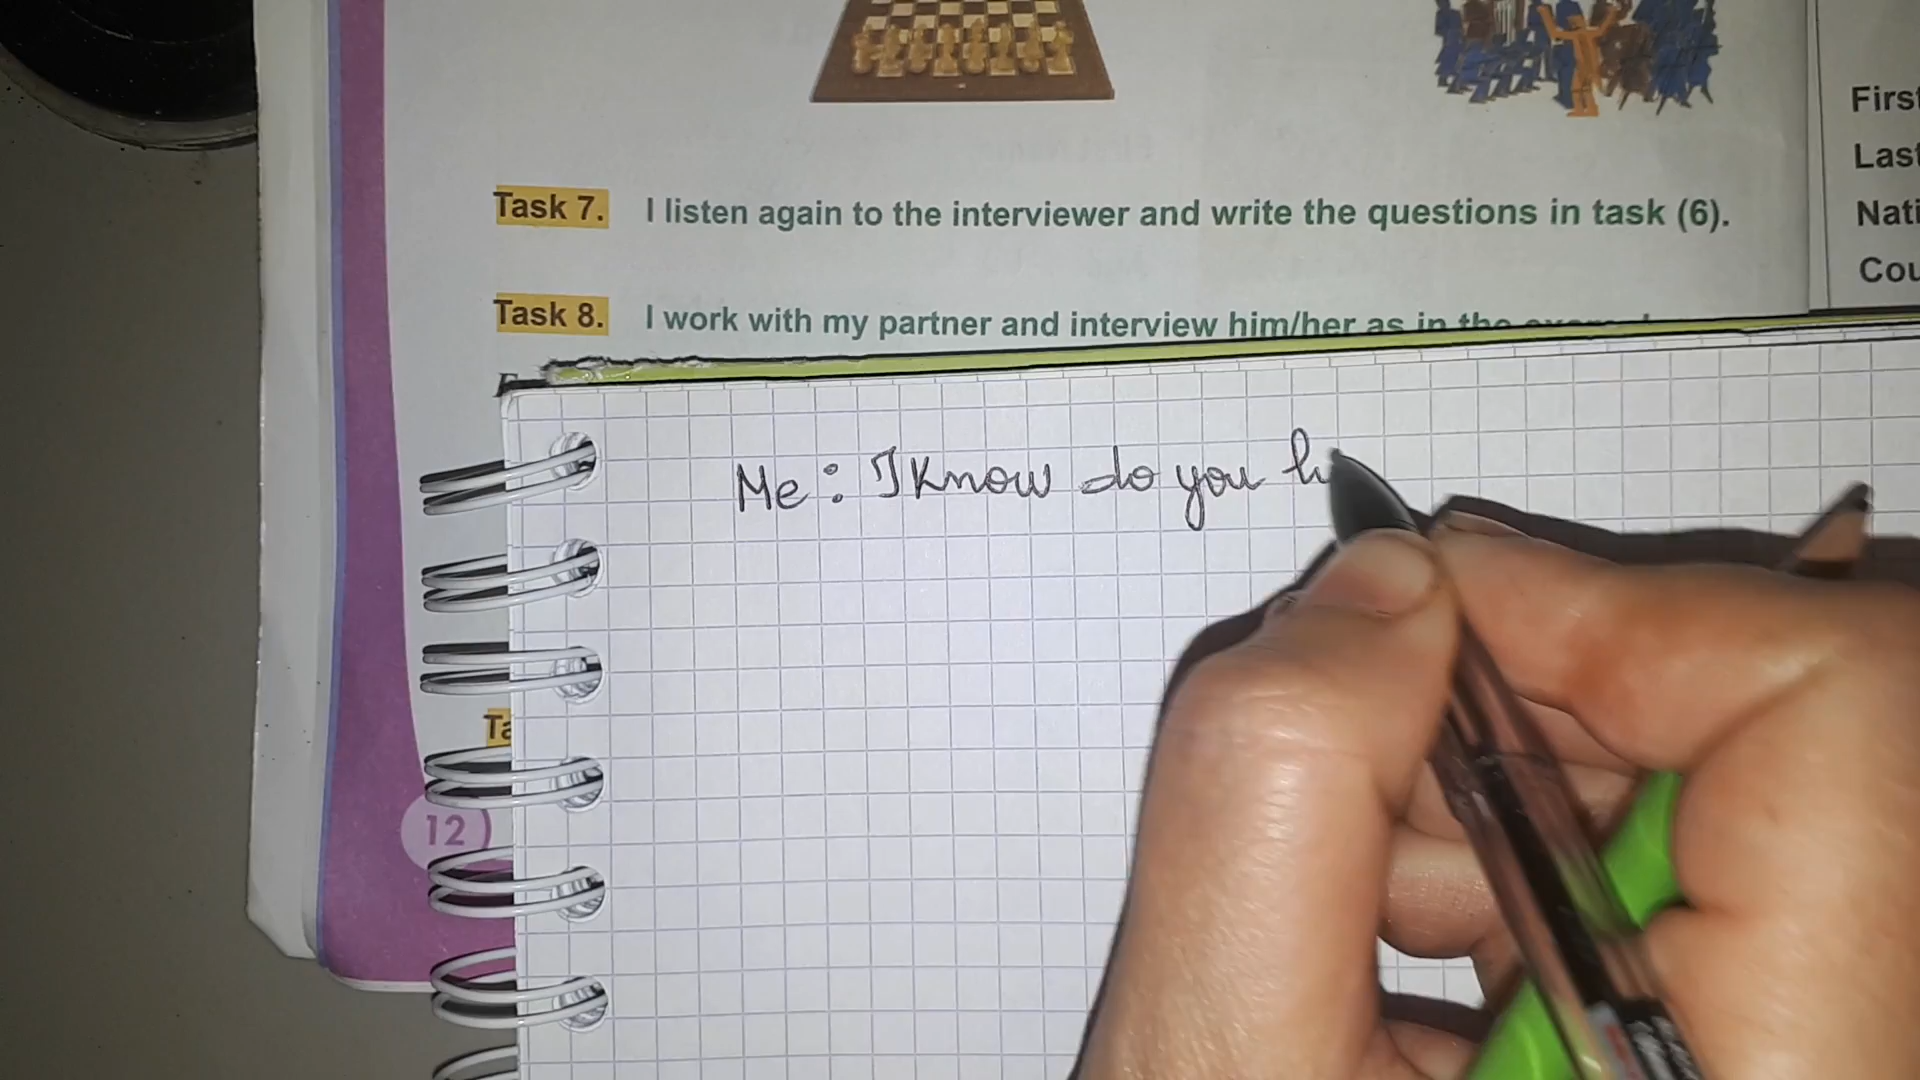 Task 7. I listen again to the interviewer and write the questions in task (6).
Task 8. I work with my partner and interview him/her as in the
First
Last
Nati
Cou
Me: I know do you h
Ta
12